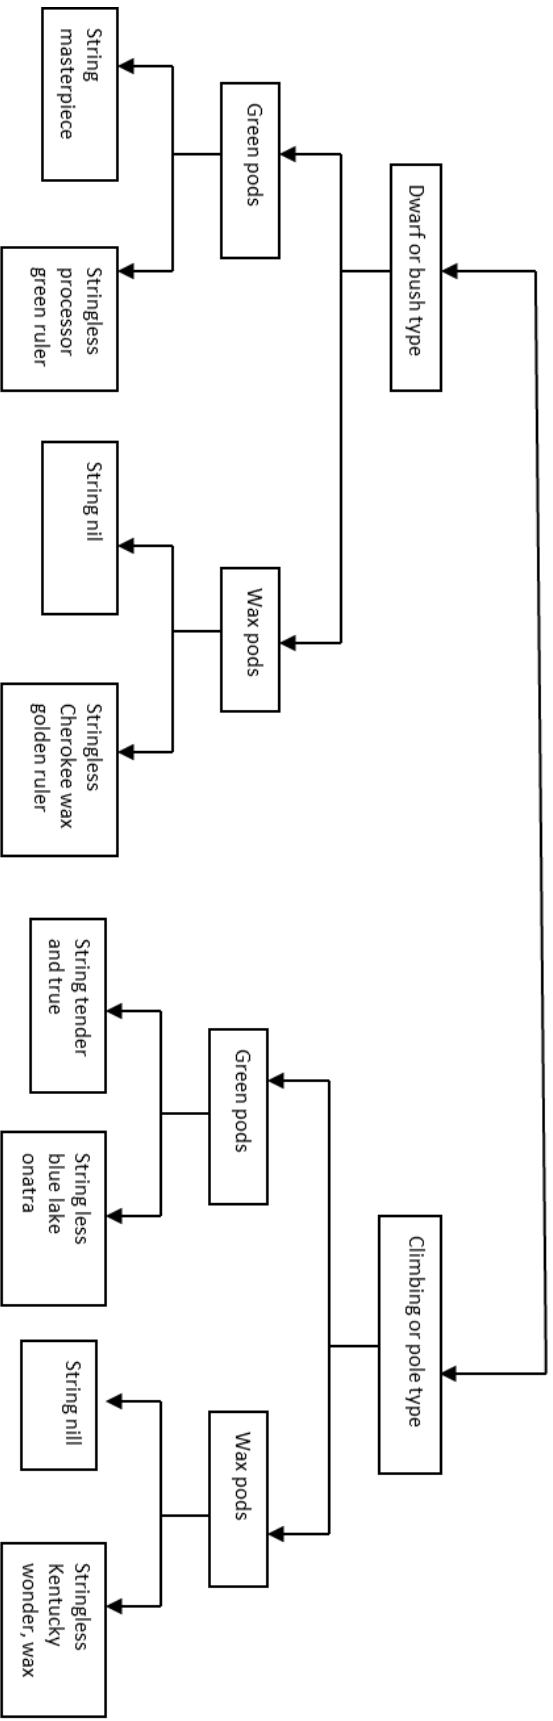 Dwarf or bush type
Climbing or pole type
Green pods
Wax pods
Green pods
Wax pods
String
masterpiece
Stringless
processor
green ruler
String nil
Stringless
Cherokee wax
golden ruler
String tender
and true
String less
blue lake
onatra
String nill
Stringless
Kentucky
wonder, wax